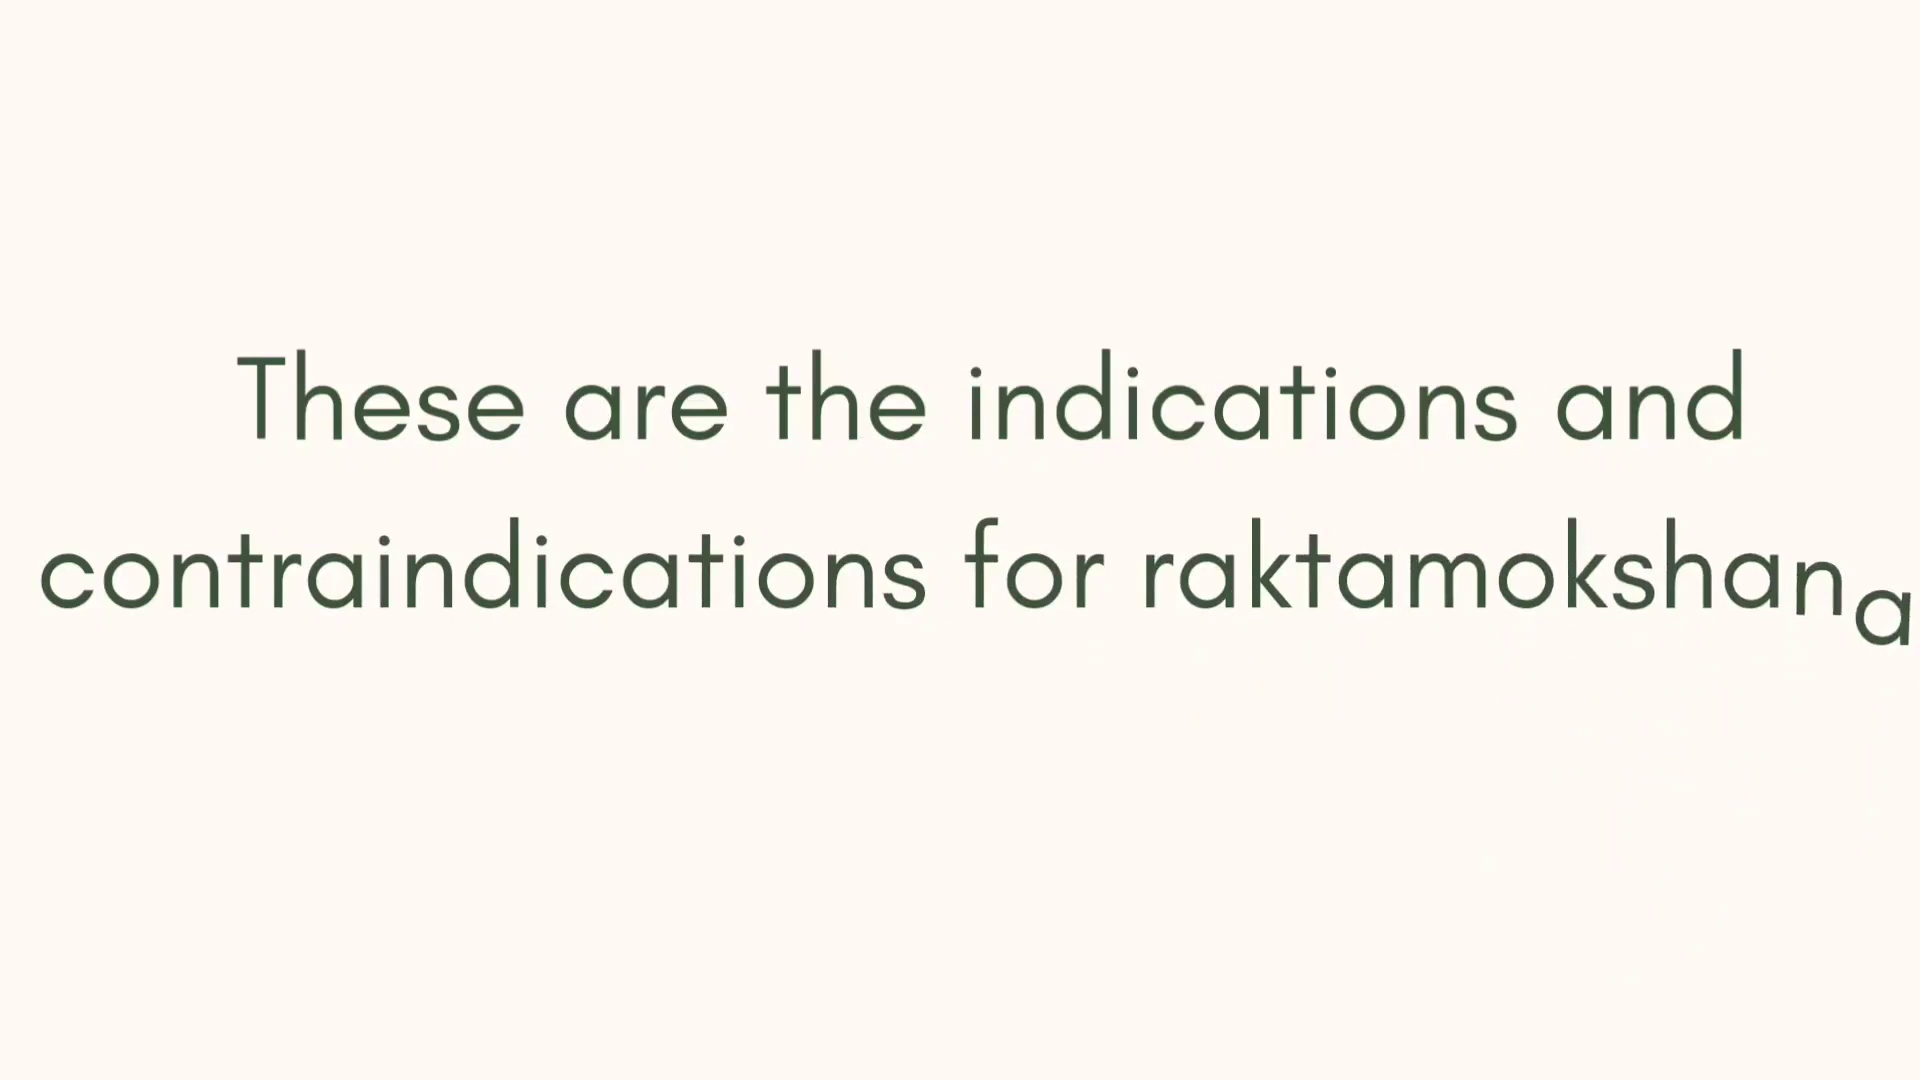 These are the indications and
contraindications for raktamokshana